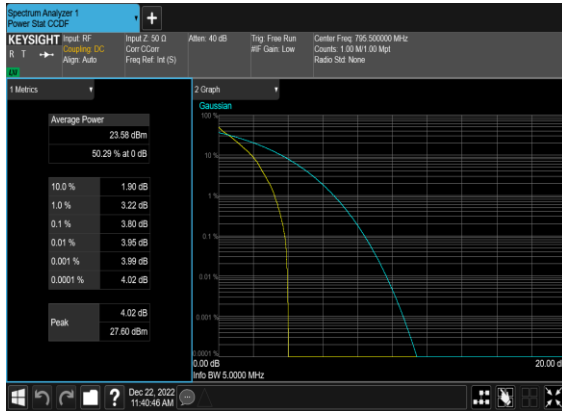 Spectrum Analyzer 1
Power Stat CCDF
+
KEYSIGHT
R T
LXI
Input: RF
Coupling: DC
Align: Auto
Input Z: 50 Ω
Corr CCorr
Freq Ref: Int (S)
Atten: 40 dB
Trig: Free Run
#IF Gain: Low
Center Freq: 795.500000 MHz
Counts: 1.00 M/1.00 Mpt
Radio Std: None
1 Metrics
Average Power
23.58 dBm
50.29 % at 0 dB
10.0 % 1.90 dB
1.0 % 3.22 dB
0.1 % 3.80 dB
0.01 % 3.95 dB
0.001 % 3.99 dB
0.0001 % 4.02 dB
Peak
4.02 dB
27.60 dBm
2 Graph
Gaussian
100 %
10 %
1 %
0.1 %
0.01 %
0.001 %
0.0001 %
0.00 dB
20.00 d
Info BW 5.0000 MHz
?
Dec 22, 2022
11:40:46 AM